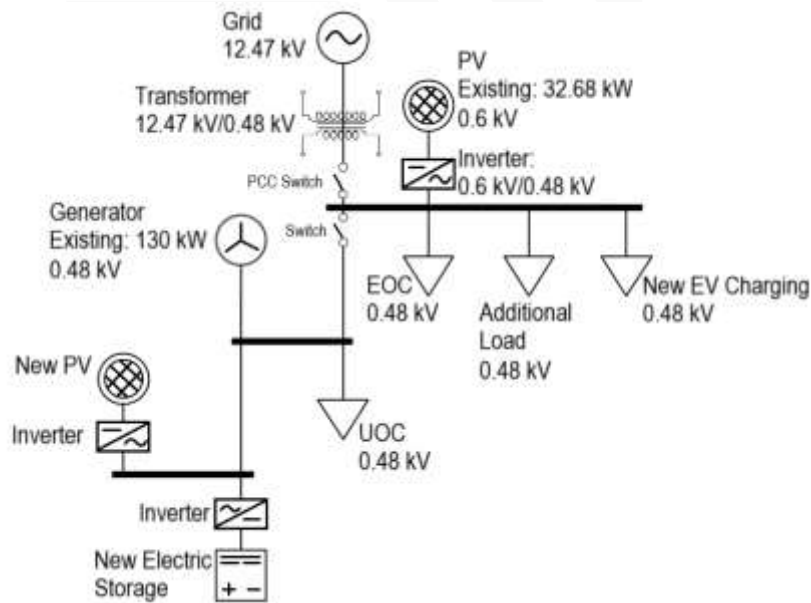 Grid
12.47 kV
PV
Existing: 32.68 kW
0.6 kV
Transformer
12.47 kV/0.48 kV
Inverter:
0.6 kV/0.48 kV
PCC Switch
Generator
Existing: 130 kW
0.48 kV
Switch
EOC
0.48 kV
Additional
Load
0.48 kV
New EV Charging
0.48 kV
New PV
Inverter
UOC
0.48 kV
Inverter
New Electric
Storage